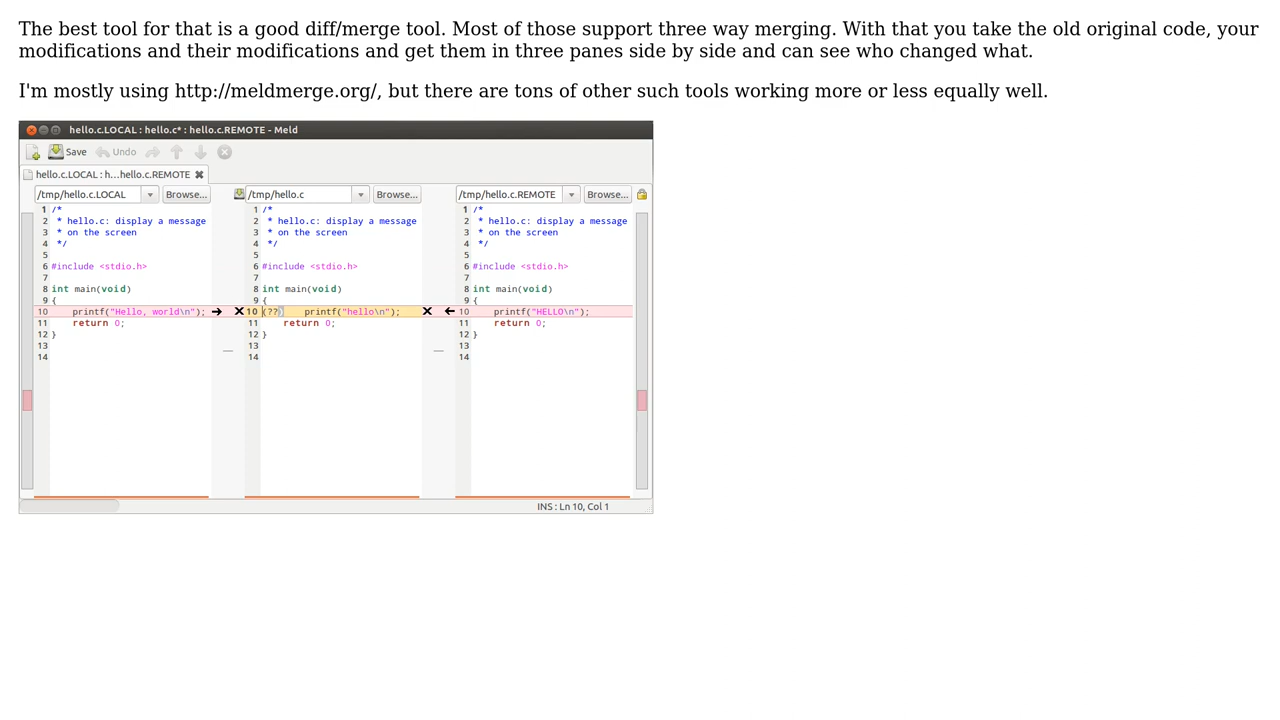 The best tool for that is a good diff/merge tool. Most of those support three way merging. With that you take the old original code, your
modifications and their modifications and get them in three panes side by side and can see who changed what.
I'm mostly using http://meldmerge.org/, but there are tons of other such tools working more or less equally well.
hello.c.LOCAL : hello.c* : hello.c.REMOTE - Meld
Save Undo
hello.c.LOCAL : h...hello.c.REMOTE
/tmp/hello.c.LOCAL Browse... /tmp/hello.c Browse... /tmp/hello.c.REMOTE Browse...
1 /* 1 /* 1 /*
2 * hello.c: display a message 2 * hello.c: display a message 2 * hello.c: display a message
3 * on the screen 3 * on the screen 3 * on the screen
4 */ 4 */ 4 */
5 5 5
6 #include <stdio.h> 6 #include <stdio.h> 6 #include <stdio.h>
7 7 7
8 int main(void) 8 int main(void) 8 int main(void)
9 { 9 { 9 {
10 printf("Hello, world\n"); 10 (??) printf("hello\n"); 10 printf("HELLO\n");
11 return 0; 11 return 0; 11 return 0;
12 } 12 } 12 }
13 13 13
14 14 14
INS : Ln 10, Col 1